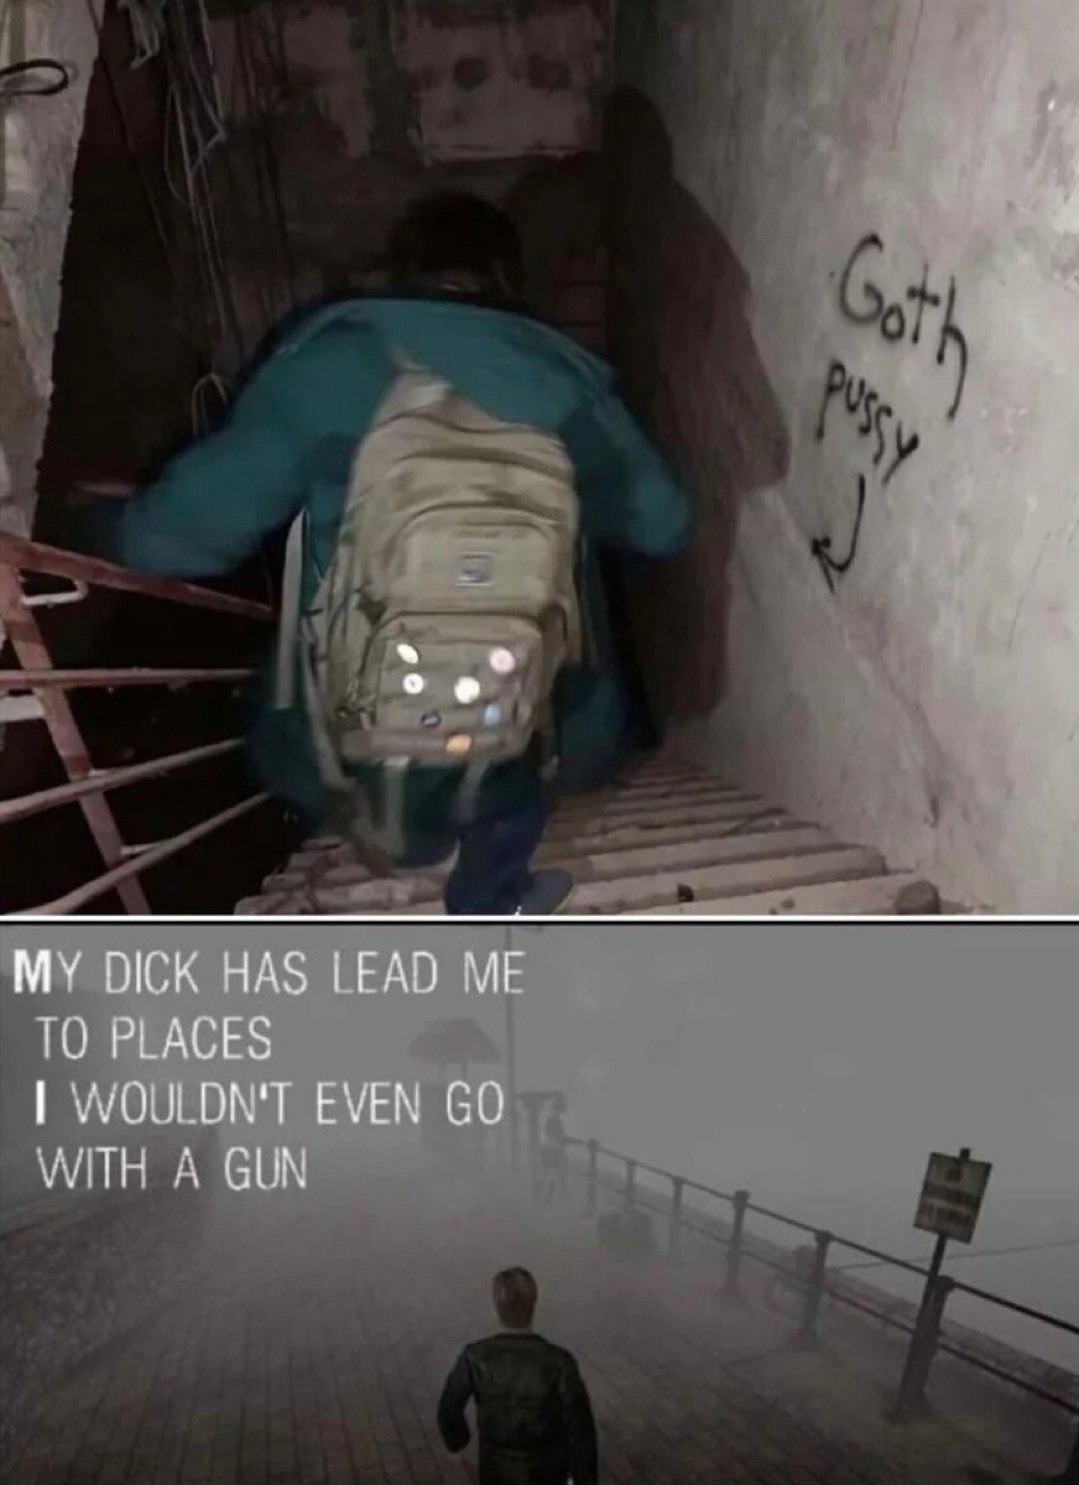 Goth
pussy
MY DICK HAS LEAD ME
TO PLACES
I WOULDN'T EVEN GO
WITH A GUN